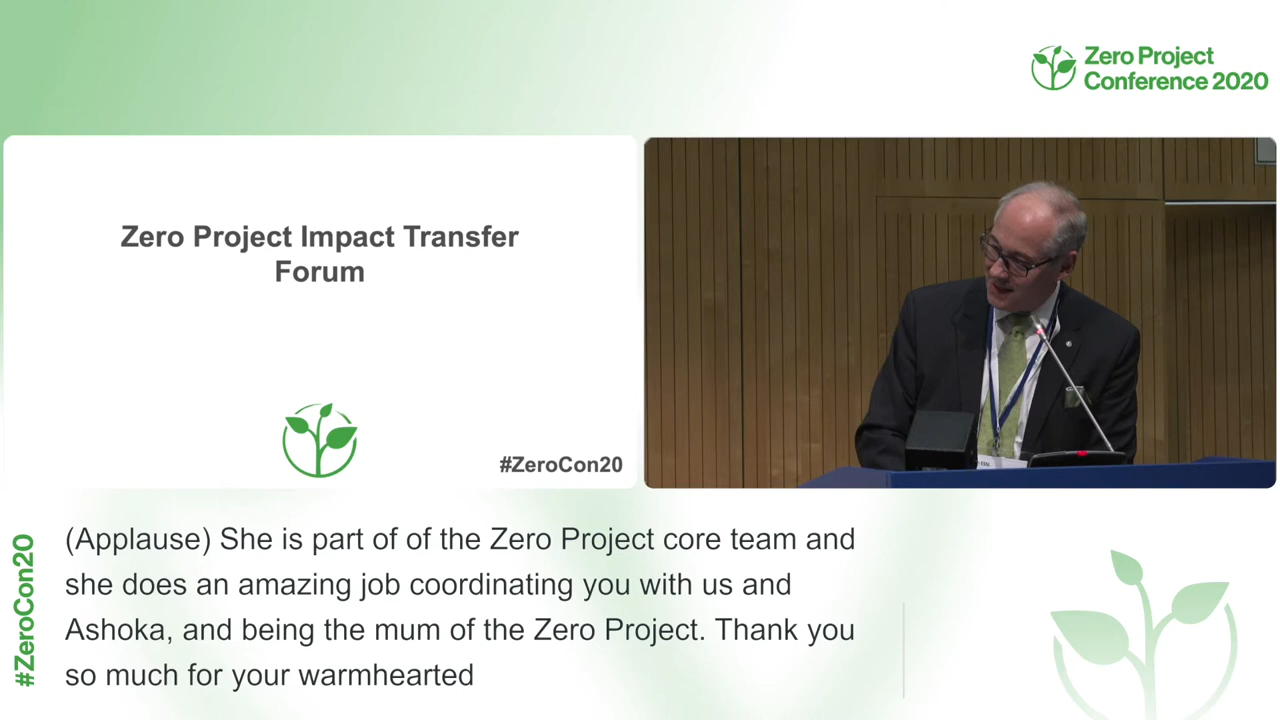 Zero Project
Conference 2020
Zero Project Impact Transfer
Forum
#ZeroCon20
#ZeroCon20
(Applause) She is part of of the Zero Project core team and
she does an amazing job coordinating you with us and
Ashoka, and being the mum of the Zero Project. Thank you
so much for your warmhearted